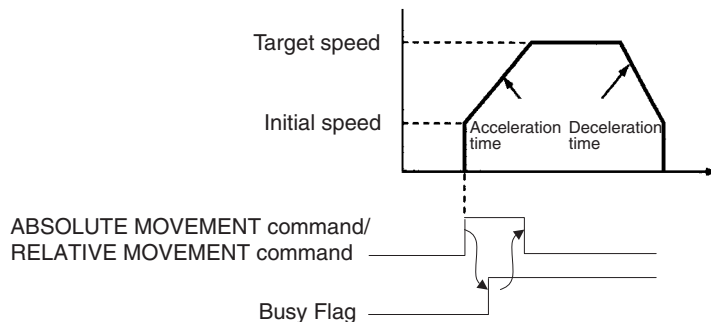 Target speed
Initial speed
Acceleration
time
Deceleration
time
ABSOLUTE MOVEMENT command/
RELATIVE MOVEMENT command
Busy Flag